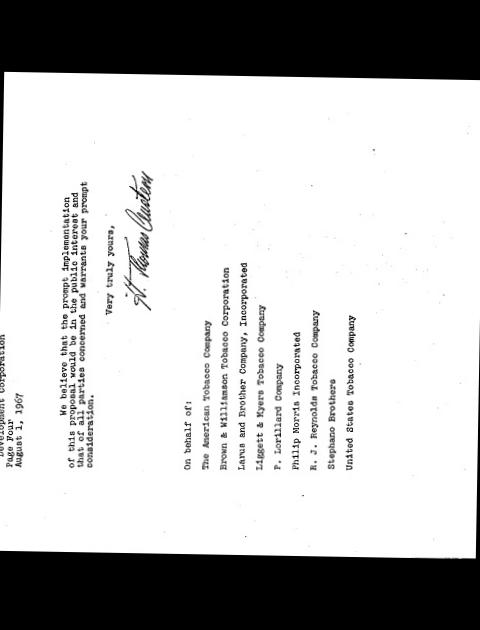 Development Corporation
Page Four
August 1, 1967
We believe that the prompt implementation
of this proposal would be in the public interest and
that of all parties concerned and warrants your prompt
consideration.
Very truly yours,
H. Thomas Austern
On behalf of:
The American Tobacco Company
Brown & Williamson Tobacco Corporation
Larus and Brother Company, Incorporated
Liggett & Myers Tobacco Company
P. Lorillard Company
Philip Morris Incorporated
R. J. Reynolds Tobacco Company
Stephano Brothers
United States Tobacco Company